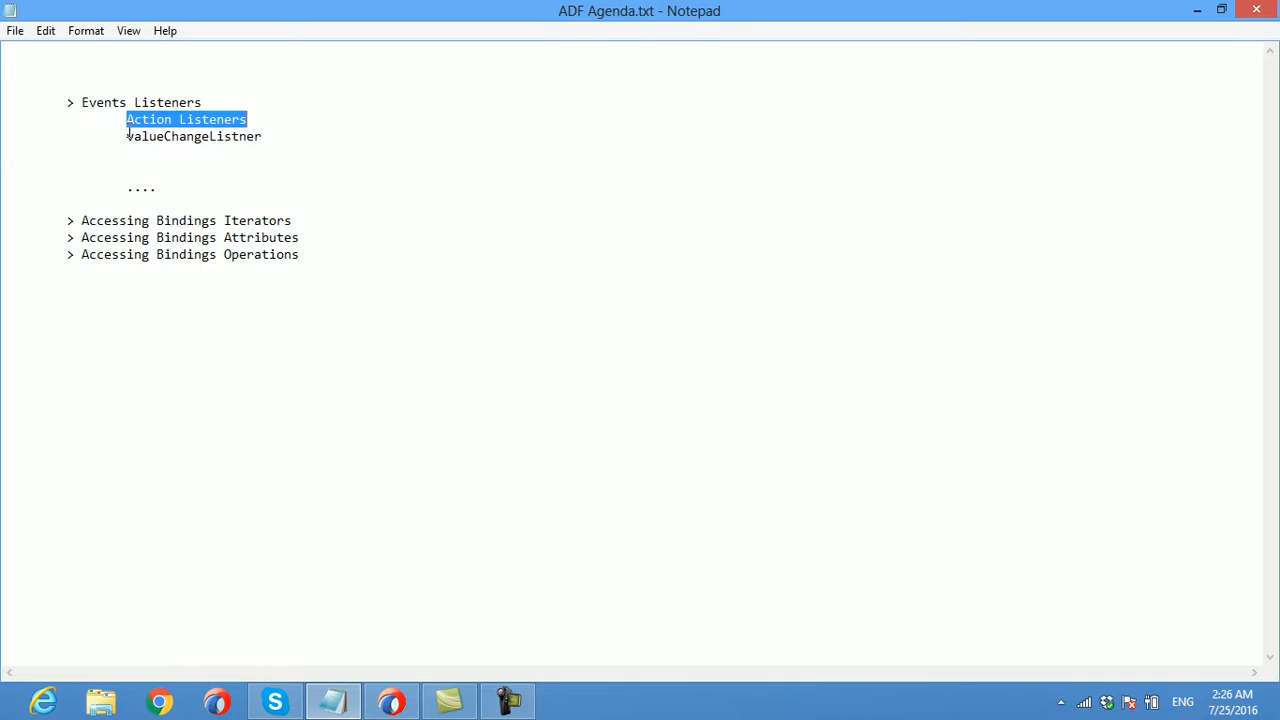 ADF Agenda.txt - Notepad
File Edit Format View Help
> Events Listeners
Action Listeners
valueChangeListner
....
> Accessing Bindings Iterators
> Accessing Bindings Attributes
> Accessing Bindings Operations
ENG
2:26 AM
7/25/2016